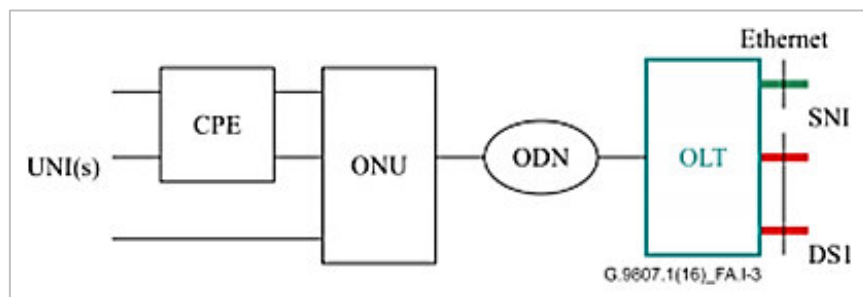 Ethernet
CPE
SNI
UNI(s)
ONU
ODN
OLT
DS1
G.9807.1(16)_FA.I-3